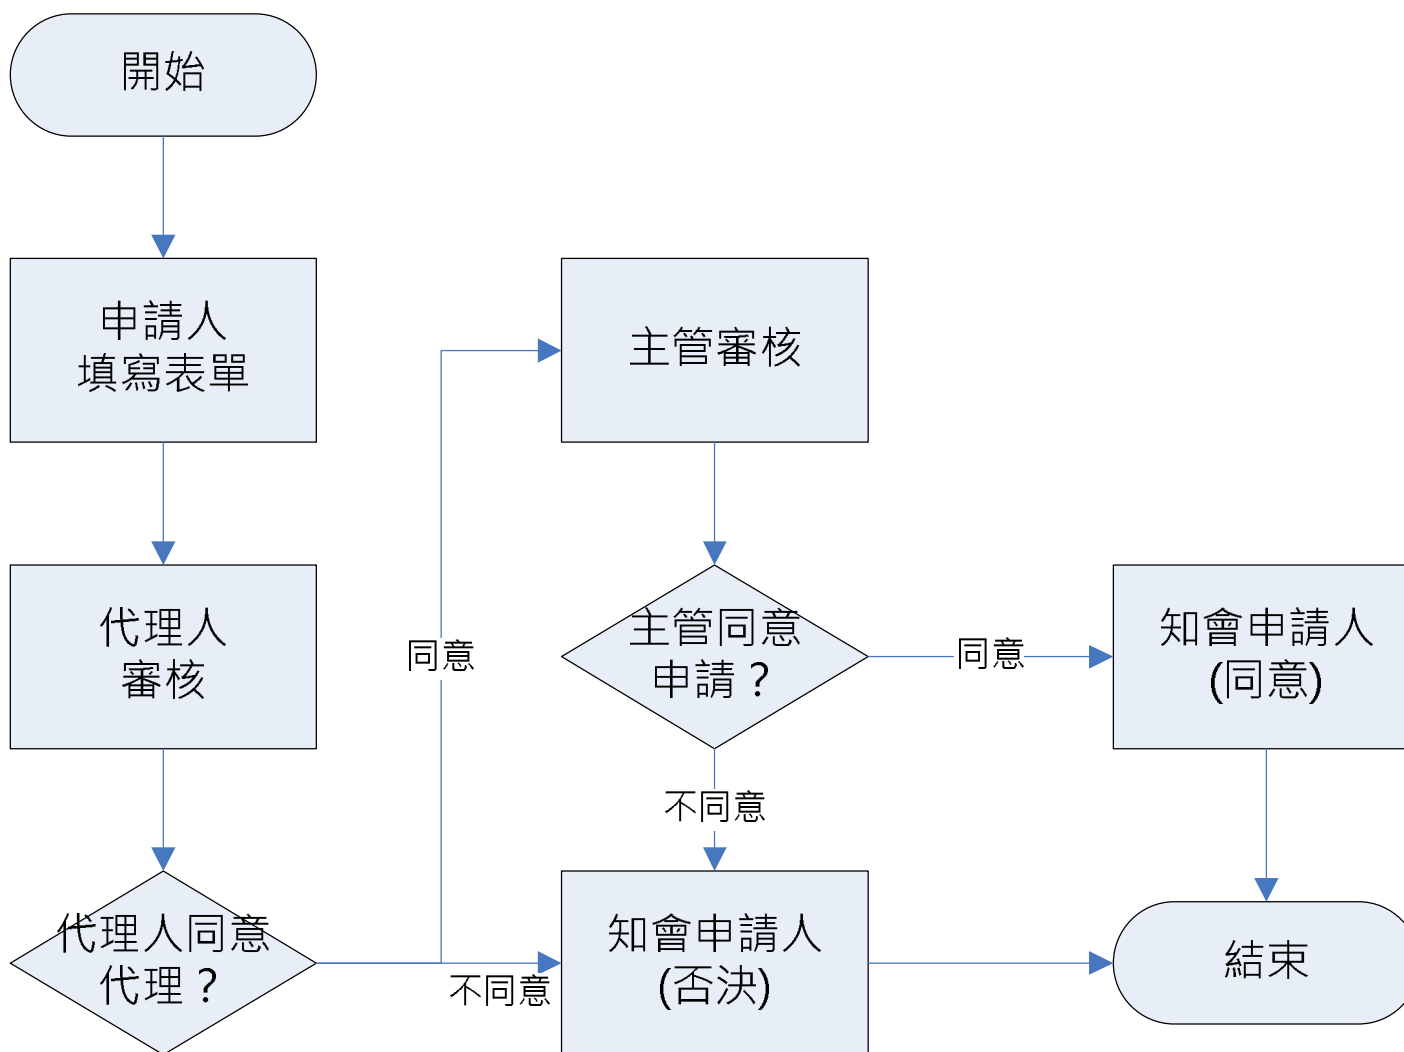 開始
申請人
填寫表單
代理人
審核
代理人同意
代理？
同意
不同意
主管審核
主管同意
申請？
不同意
知會申請人
(否決)
同意
知會申請人
(同意)
結束